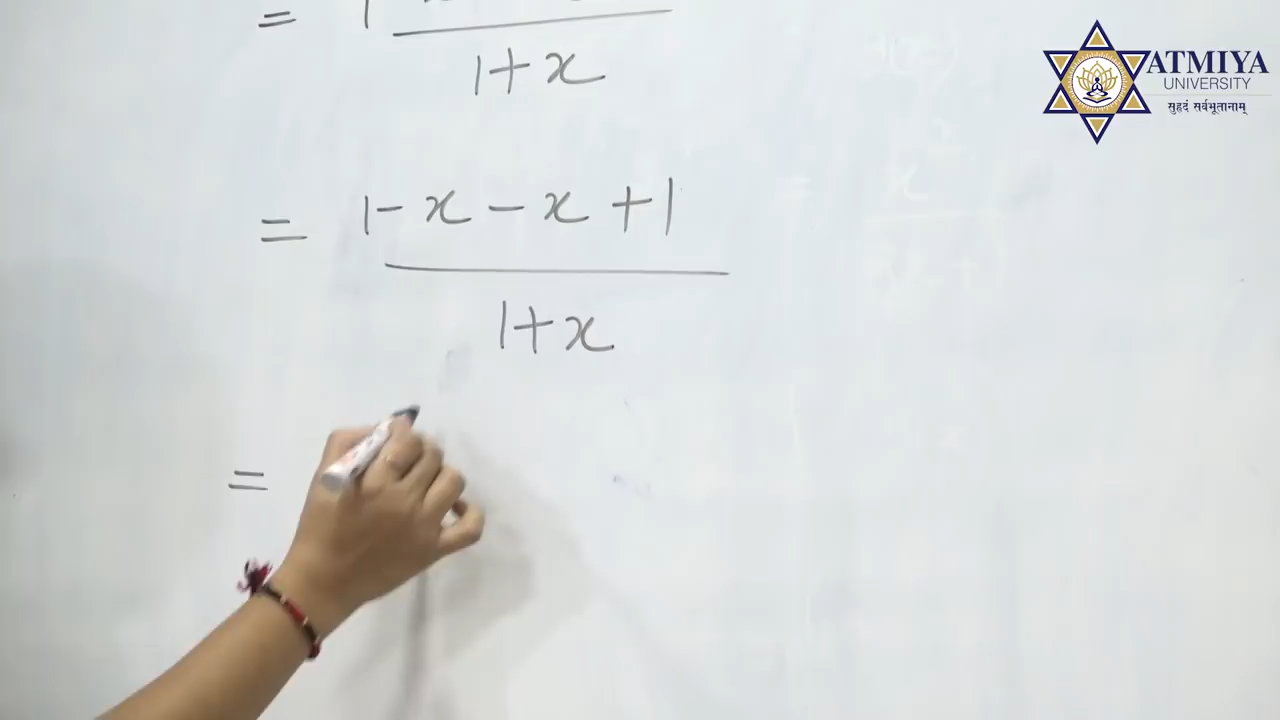 = 1
1+x
ATMIYA
UNIVERSITY
सुहृदं सर्वभूतानाम्
= 1-x-x+1
1+x
=